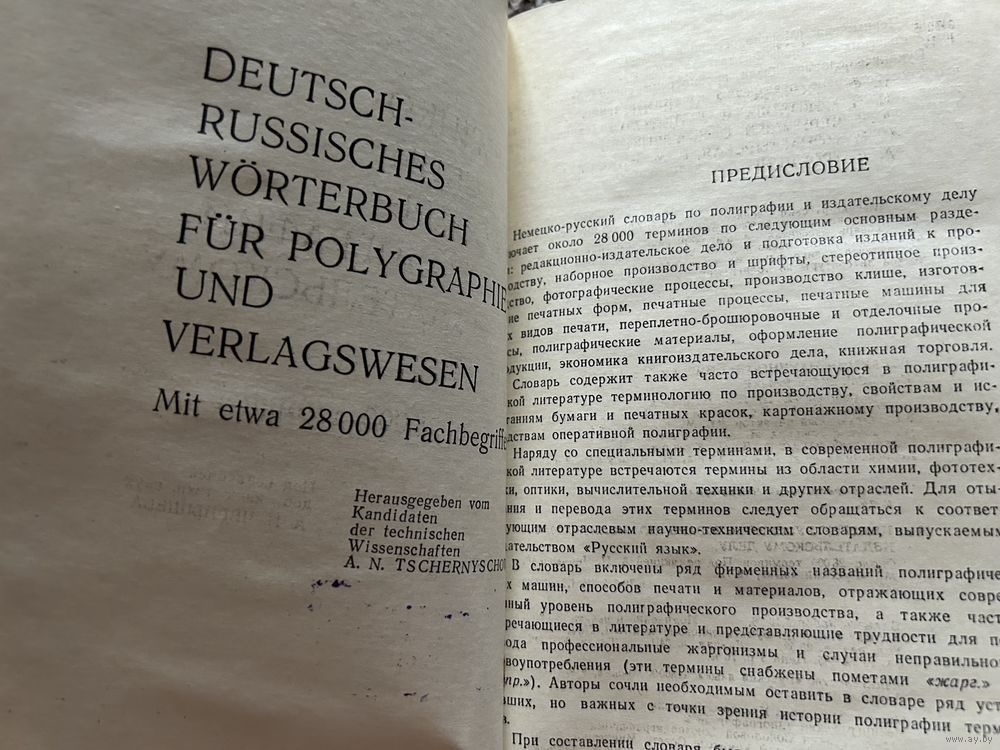 DEUTSCH-
RUSSISCHES
WÖRTERBUCH
FÜR POLYGRAPHIE
UND
VERLAGSWESEN
Mit etwa 28 000 Fachbegriffe
Herausgegeben vom
Kandidaten
der technischen
Wissenschaften
A. N. TSCHERNYSCHO
ПРЕДИСЛОВИЕ
Немецко-русский словарь по полиграфии и издательскому делу
ючает около 28 000 терминов по следующим основным разде-
: редакционно-издательское дело и подготовка изданий к про-
одству, наборное производство и шрифты, стереотипное произ-
ство, фотографические процессы, производство клише, изготов-
ие печатных форм, печатные процессы, печатные машины для
х видов печати, переплетно-брошюровочные и отделочные про-
сы, полиграфические материалы, оформление полиграфической
одукции, экономика книгоиздательского дела, книжная торговля.
Словарь содержит также часто встречающуюся в полиграфи-
кой литературе терминологию по производству, свойствам и ис-
таниям бумаги и печатных красок, картонажному производству,
дствам оперативной полиграфии.
Наряду со специальными терминами, в современной полиграфи-
кой литературе встречаются термины из области химии, фототех-
ки, оптики, вычислительной техники и других отраслей. Для оты-
ния и перевода этих терминов следует обращаться к соответ
ующим отраслевым научно-техническим словарям, выпускаемых
ательством «Русский язык».
В словарь включены ряд фирменных названий полиграфиче
х машин, способов печати и материалов, отражающих совре
нный уровень полиграфического производства, а также част
речающиеся в литературе и представляющие трудности для п
ода профессиональные жаргонизмы и случаи неправильно
воупотребления (эти термины снабжены пометами «жарг.»
пр.»). Авторы сочли необходимым оставить в словаре ряд уст
вших, но важных с точки зрения истории полиграфии терм
в.
При составлении словаря
www.ay.by